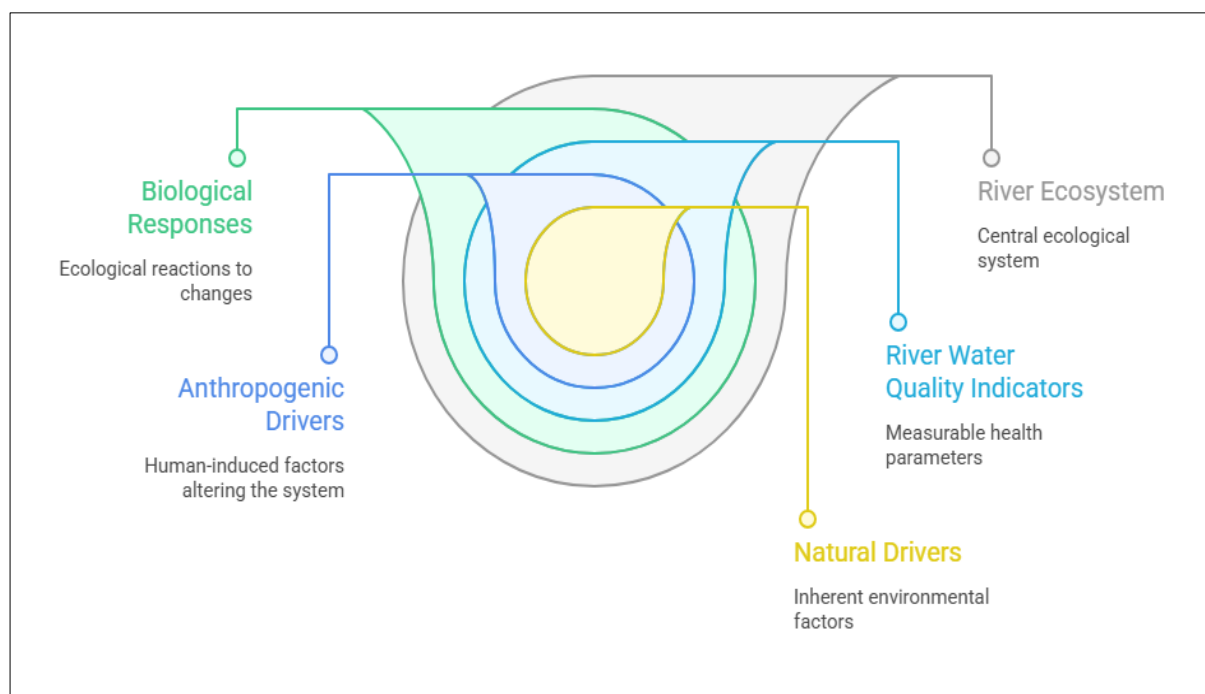 Biological
Responses
Ecological reactions to
changes
Anthropogenic
Drivers
Human-induced factors
altering the system
River Ecosystem
Central ecological
system
River Water
Quality Indicators
Measurable health
parameters
Natural Drivers
Inherent environmental
factors